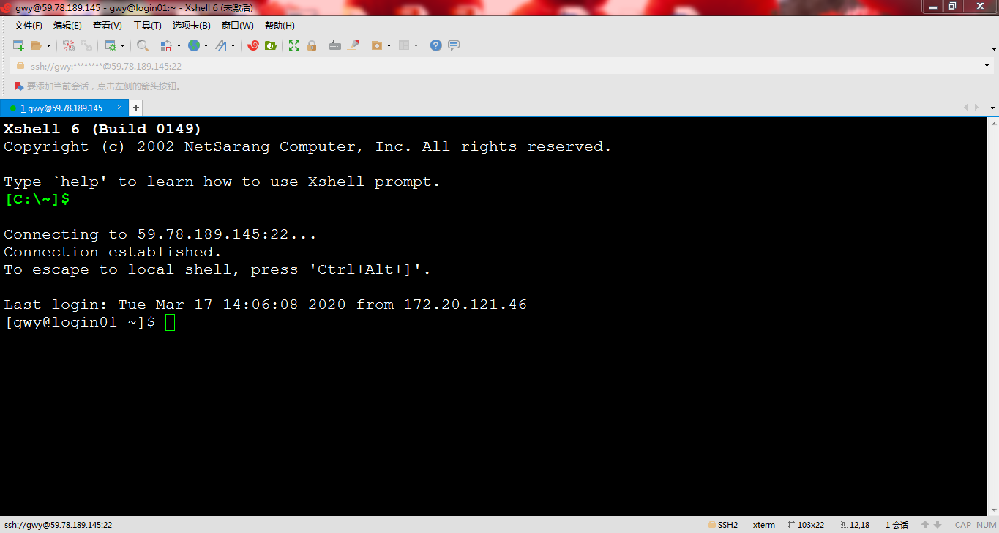 gwy@59.78.189.145 - gwy@login01:~ - Xshell 6 (未激活)
文件(F) 编辑(E) 查看(V) 工具(T) 选项卡(B) 窗口(W) 帮助(H)
ssh://gwy:********@59.78.189.145:22
要添加当前会话，点击左侧的箭头按钮。
1 gwy@59.78.189.145 × +
Xshell 6 (Build 0149)
Copyright (c) 2002 NetSarang Computer, Inc. All rights reserved.
Type `help' to learn how to use Xshell prompt.
[C:\~]$
Connecting to 59.78.189.145:22...
Connection established.
To escape to local shell, press 'Ctrl+Alt+]'.
Last login: Tue Mar 17 14:06:08 2020 from 172.20.121.46
[gwy@login01 ~]$
ssh://gwy@59.78.189.145:22 SSH2 xterm 103x22 12,18 1 会话 CAP NUM